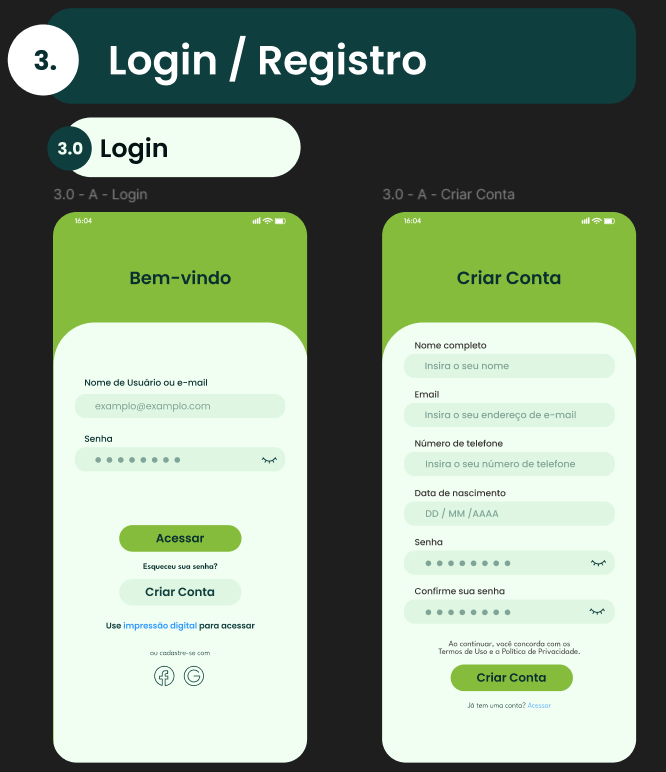 3.
Login / Registro
3.0
Login
3.0 - A - Login
16:04
Bem-vindo
Nome de Usuário ou e-mail
examplo@examplo.com
Senha
Acessar
Esqueceu sua senha?
Criar Conta
Use impressão digital para acessar
ou cadastre-se com
3.0 - A - Criar Conta
16:04
Criar Conta
Nome completo
Insira o seu nome
Email
Insira o seu endereço de e-mail
Número de telefone
Insira o seu número de telefone
Data de nascimento
DD / MM /AAAA
Senha
Confirme sua senha
Ao continuar, você concorda com os
Termos de Uso e a Política de Privacidade.
Criar Conta
Já tem uma conta? Acessar